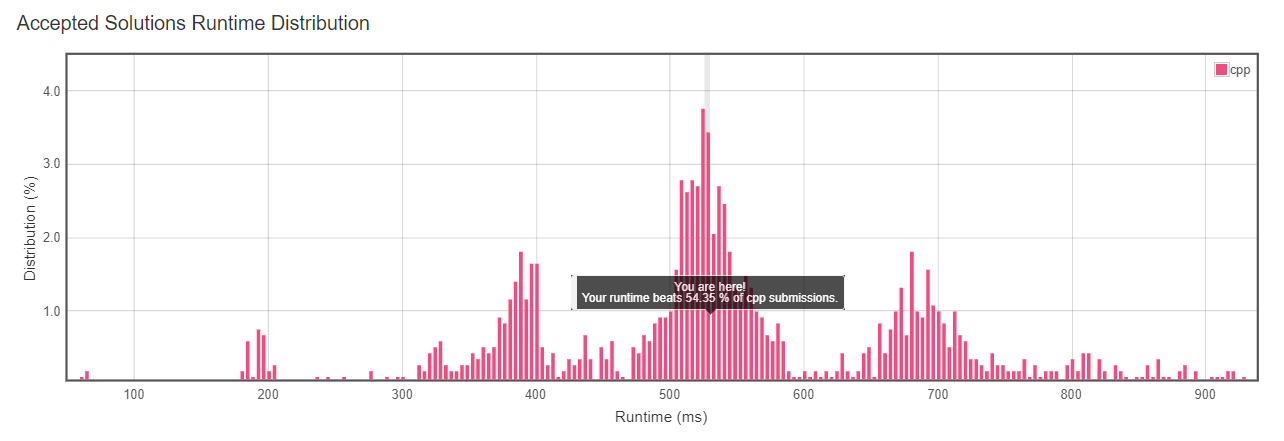 Accepted Solutions Runtime Distribution
cpp
4.0
3.0
2.0
1.0
Distribution (%)
You are here!
Your runtime beats 54.35 % of cpp submissions.
100 200 300 400 500 600 700 800 900
Runtime (ms)